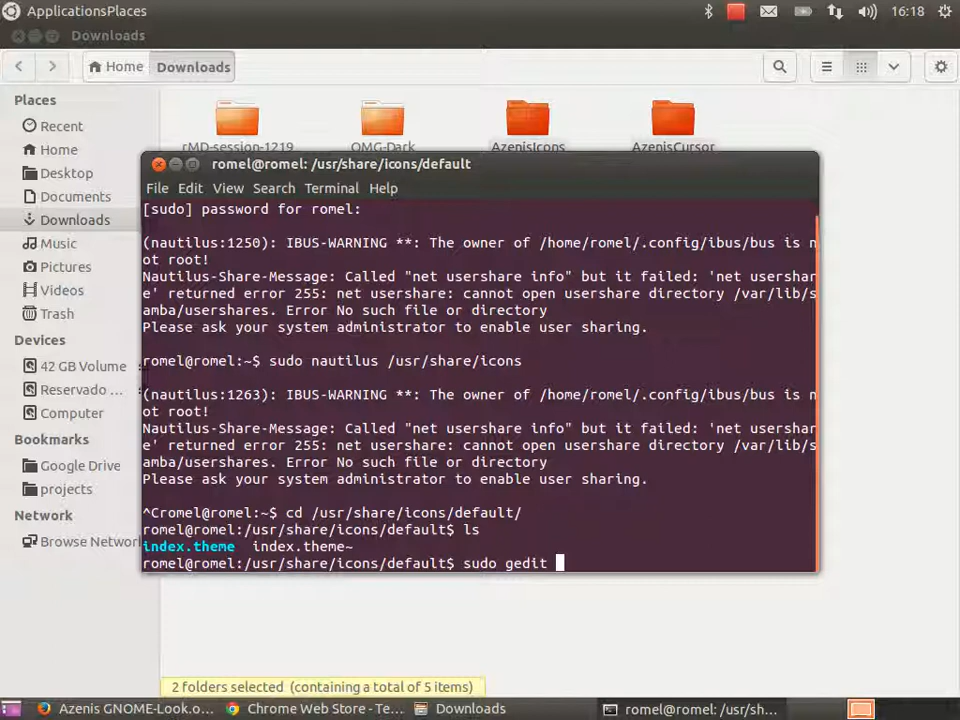 ApplicationsPlaces
16:18
Downloads
Home
Downloads
Places
Recent
Home
Desktop
Documents
Downloads
Music
Pictures
Videos
Trash
Devices
42 GB Volume
Reservado ...
Computer
Bookmarks
Google Drive
projects
Network
Browse Networ
rMD-session-1219
OMG-Dark
AzenisIcons
AzenisCursor
romel@romel: /usr/share/icons/default
File Edit View Search Terminal Help
[sudo] password for romel:
(nautilus:1250): IBUS-WARNING **: The owner of /home/romel/.config/ibus/bus is n
ot root!
Nautilus-Share-Message: Called "net usershare info" but it failed: 'net usershar
e' returned error 255: net usershare: cannot open usershare directory /var/lib/s
amba/usershares. Error No such file or directory
Please ask your system administrator to enable user sharing.
romel@romel:~$ sudo nautilus /usr/share/icons
(nautilus:1263): IBUS-WARNING **: The owner of /home/romel/.config/ibus/bus is n
ot root!
Nautilus-Share-Message: Called "net usershare info" but it failed: 'net usershar
e' returned error 255: net usershare: cannot open usershare directory /var/lib/s
amba/usershares. Error No such file or directory
Please ask your system administrator to enable user sharing.
^Cromel@romel:~$ cd /usr/share/icons/default/
romel@romel:/usr/share/icons/default$ ls
index.theme index.theme~
romel@romel:/usr/share/icons/default$ sudo gedit
2 folders selected (containing a total of 5 items)
Azenis GNOME-Look.o...
Chrome Web Store - Te...
Downloads
romel@romel: /usr/sh...